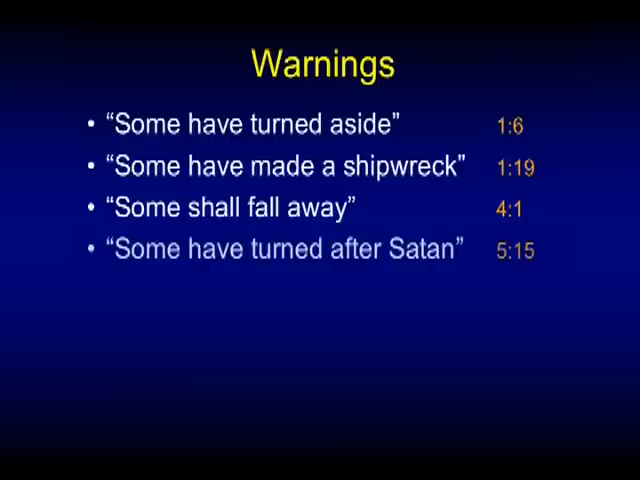 Warnings
• “Some have turned aside” 1:6
• “Some have made a shipwreck” 1:19
• “Some shall fall away” 4:1
• “Some have turned after Satan” 5:15